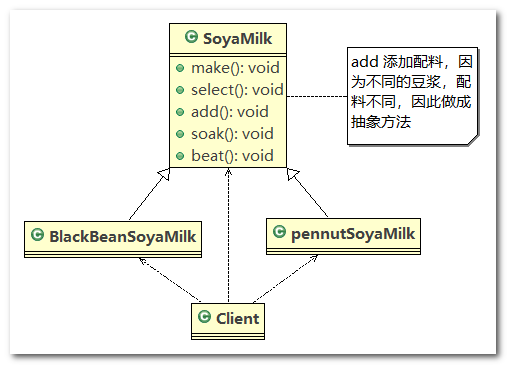 SoyaMilk
make(): void
select(): void
add(): void
soak(): void
beat(): void
add 添加配料，因
为不同的豆浆，配
料不同，因此做成
抽象方法
BlackBeanSoyaMilk
pennutSoyaMilk
Client